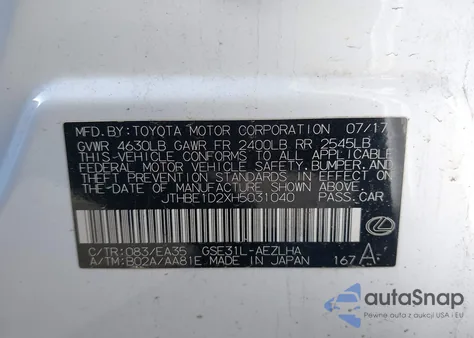 MFD.BY:TOYOTA MOTOR CORPORATION 07/17
GVWR 4630LB GAWR FR 2400LB RR 2545LB
THIS VEHICLE CONFORMS TO ALL APPLICABLE
FEDERAL MOTOR VEHICLE SAFETY, BUMPER, AND
THEFT PREVENTION STANDARDS IN EFFECT ON
THE DATE OF MANUFACTURE SHOWN ABOVE.
JTHBE1D2XH5031040 PASS.CAR
C/TR:083/EA35 GSE31L-AEZLHA
A/TM:B02A/AA81E MADE IN JAPAN 167 A
autoSnap
Pewne auta z USA i EU